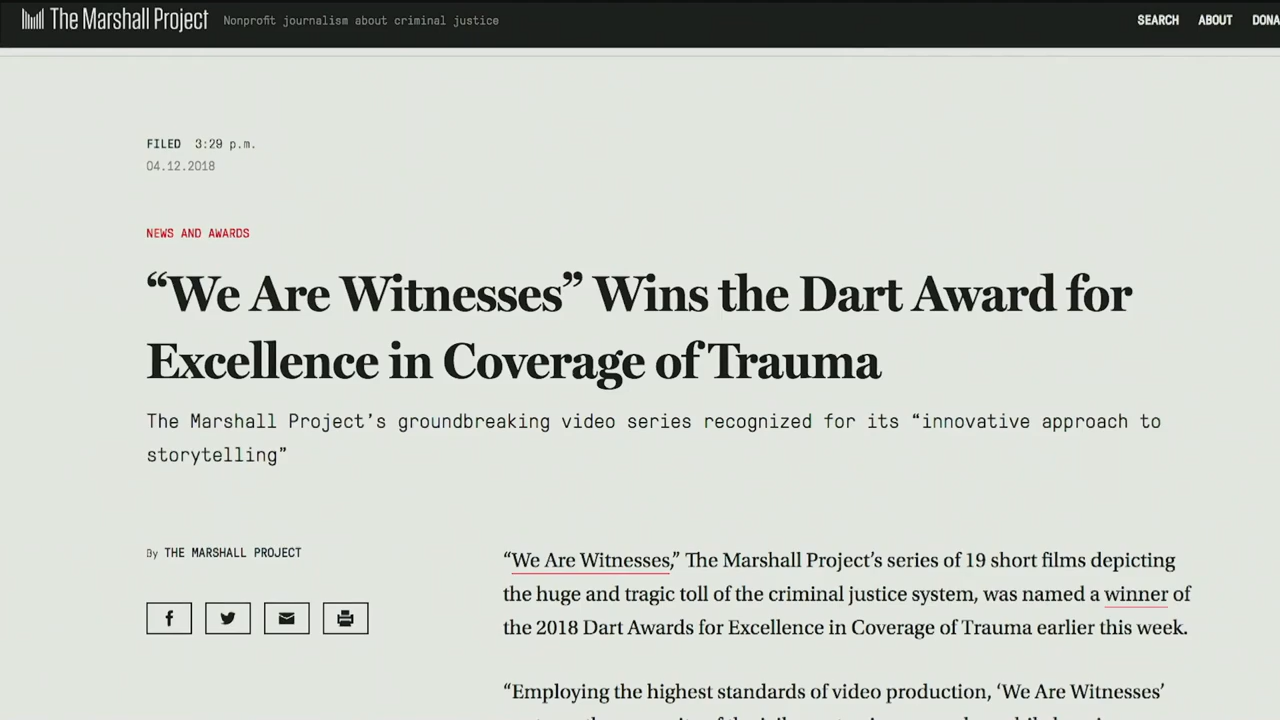 The Marshall Project Nonprofit journalism about criminal justice SEARCH ABOUT
FILED 3:29 p.m.
04.12.2018
NEWS AND AWARDS
“We Are Witnesses” Wins the Dart Award for
Excellence in Coverage of Trauma
The Marshall Project’s groundbreaking video series recognized for its “innovative approach to
storytelling”
By THE MARSHALL PROJECT
“We Are Witnesses,” The Marshall Project’s series of 19 short films depicting
the huge and tragic toll of the criminal justice system, was named a winner of
the 2018 Dart Awards for Excellence in Coverage of Trauma earlier this week.
“Employing the highest standards of video production, ‘We Are Witnesses’